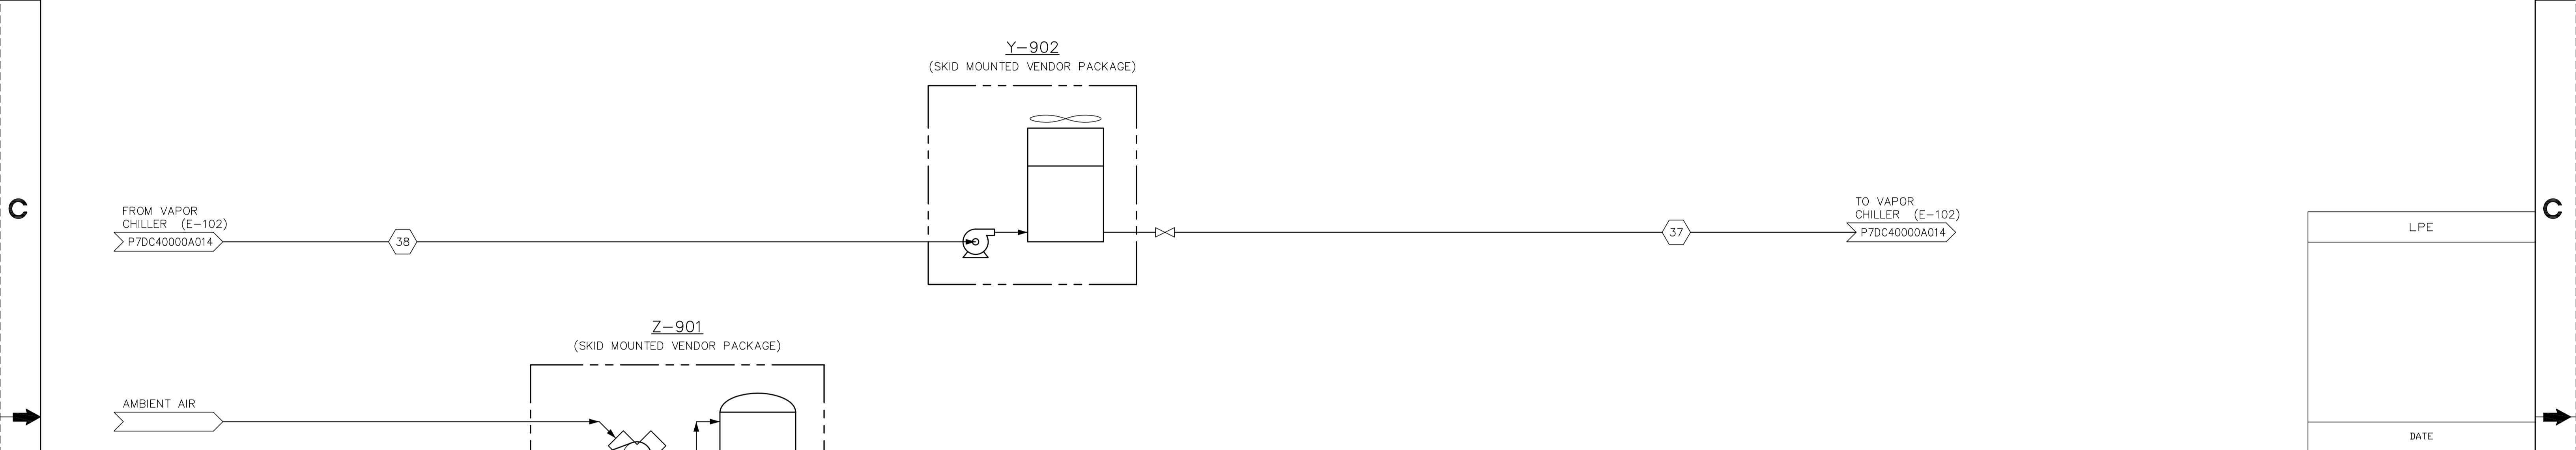 Y-902
(SKID MOUNTED VENDOR PACKAGE)
C
FROM VAPOR
CHILLER (E-102)
P7DC40000A014
38
37
TO VAPOR
CHILLER (E-102)
P7DC40000A014
LPE
C
Z-901
(SKID MOUNTED VENDOR PACKAGE)
AMBIENT AIR
DATE